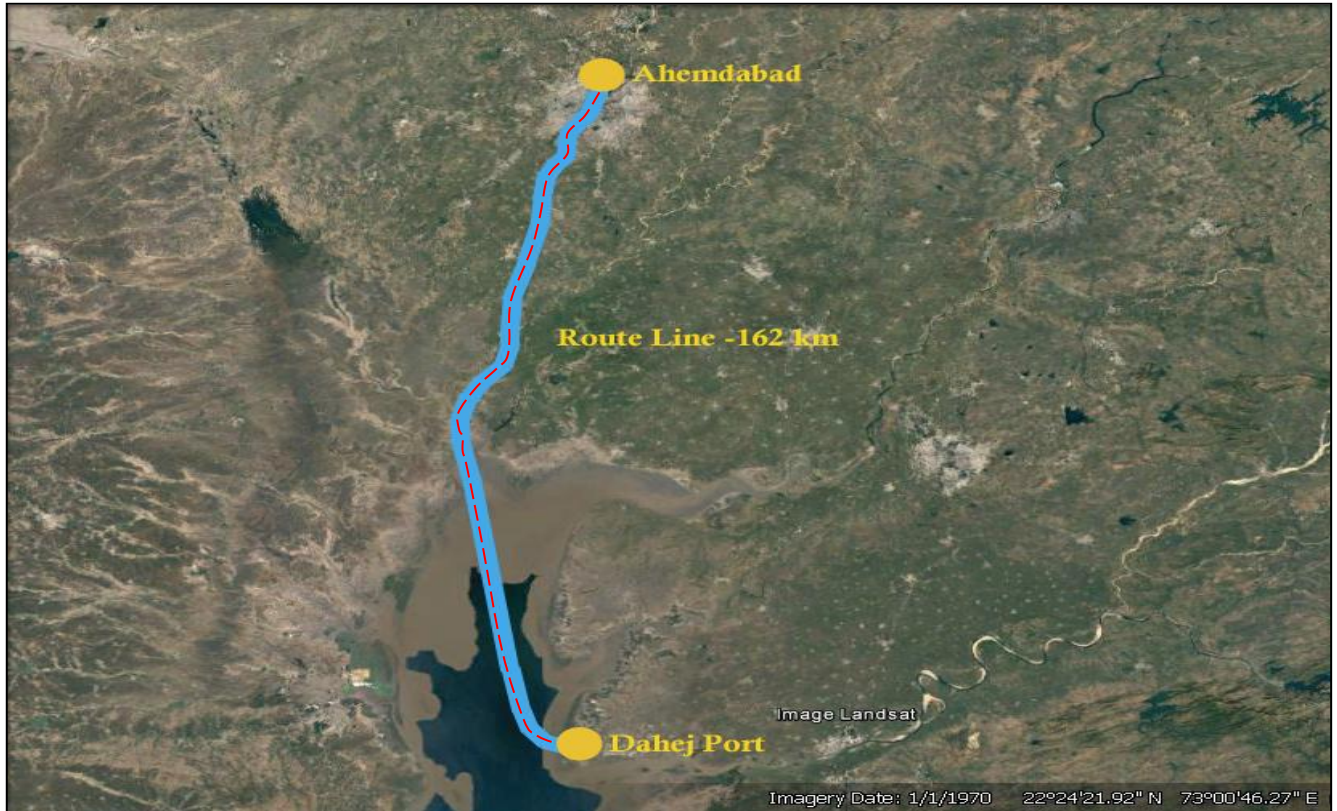 Ahemdabad
Route Line -162 km
Image Landsat
Dahej Port
Imagery Date: 1/1/1970 22°24'21.92" N 73°00'46.27" E